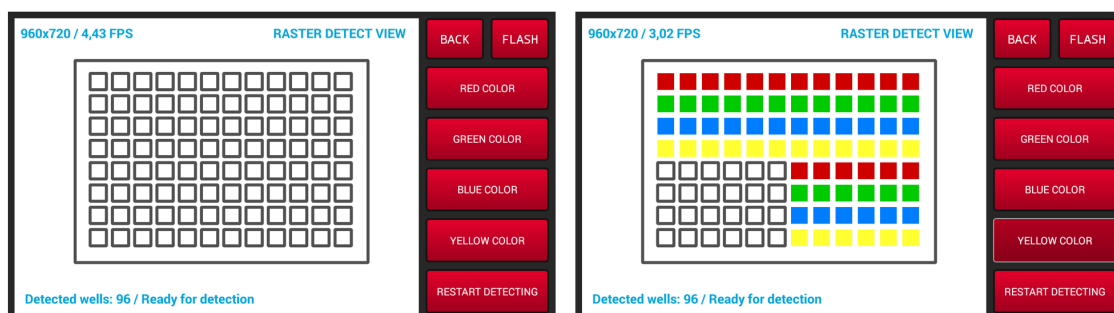 960x720 / 4,43 FPS RASTER DETECT VIEW
BACK FLASH
RED COLOR
GREEN COLOR
BLUE COLOR
YELLOW COLOR
RESTART DETECTING
Detected wells: 96 / Ready for detection
960x720 / 3,02 FPS RASTER DETECT VIEW
BACK FLASH
RED COLOR
GREEN COLOR
BLUE COLOR
YELLOW COLOR
RESTART DETECTING
Detected wells: 96 / Ready for detection